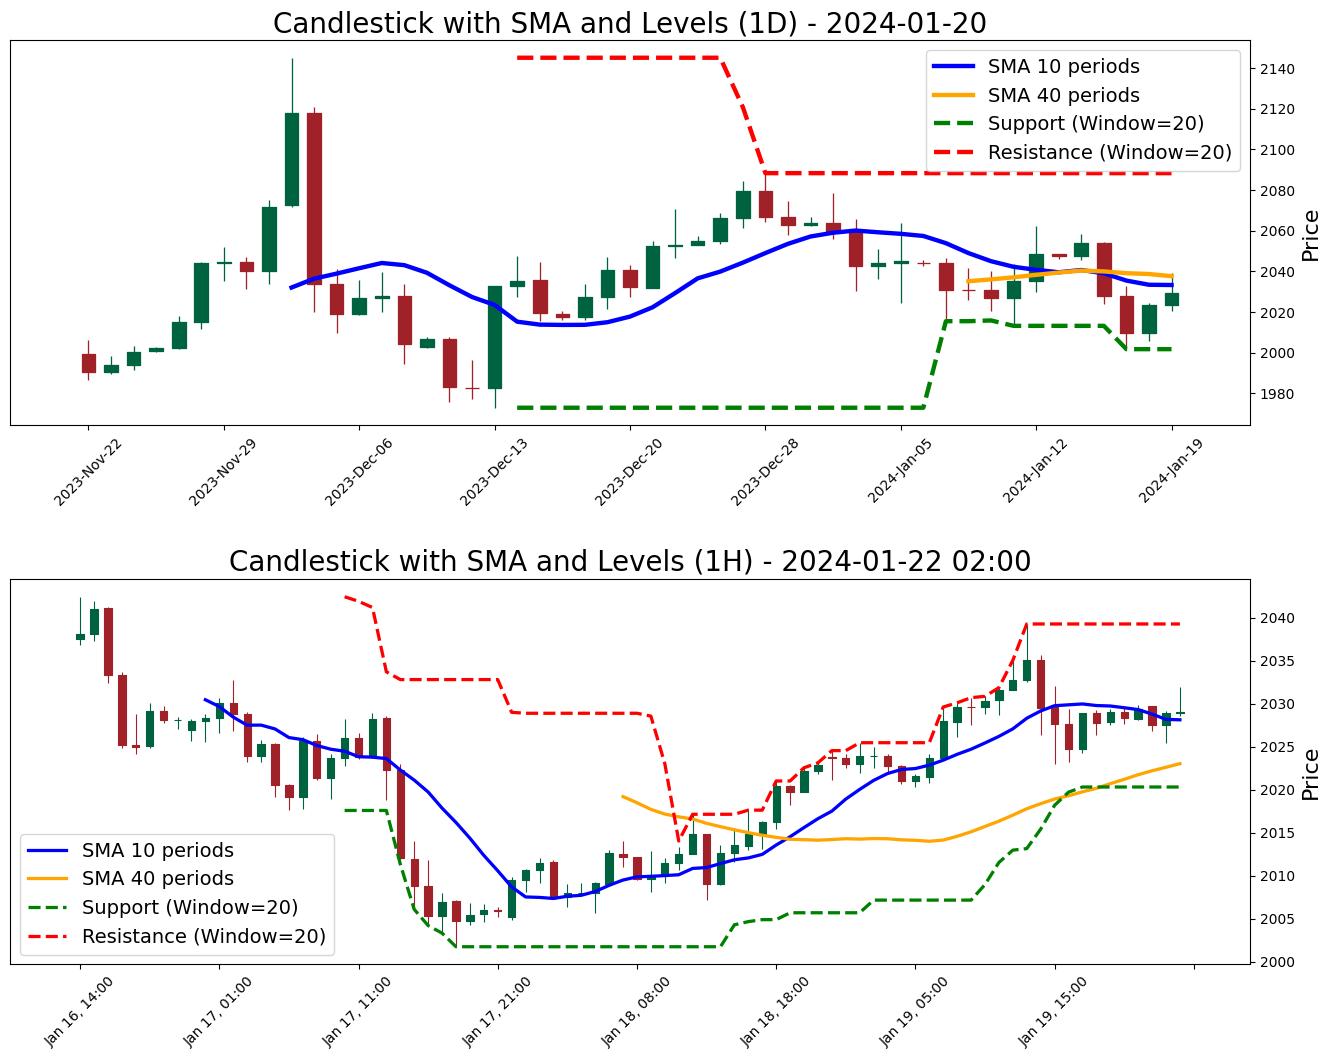 Candlestick with SMA and Levels (1D) - 2024-01-20
SMA 10 periods
SMA 40 periods
Support (Window=20)
Resistance (Window=20)
2140
2120
2100
2080
2060
2040
2020
2000
1980
Price
2023-Nov-22
2023-Nov-29
2023-Dec-06
2023-Dec-13
2023-Dec-20
2023-Dec-28
2024-Jan-05
2024-Jan-12
2024-Jan-19
Candlestick with SMA and Levels (1H) - 2024-01-22 02:00
2040
2035
2030
2025
2020
2015
2010
2005
2000
Price
SMA 10 periods
SMA 40 periods
Support (Window=20)
Resistance (Window=20)
Jan 16, 14:00
Jan 17, 01:00
Jan 17, 11:00
Jan 17, 21:00
Jan 18, 08:00
Jan 18, 18:00
Jan 19, 05:00
Jan 19, 15:00